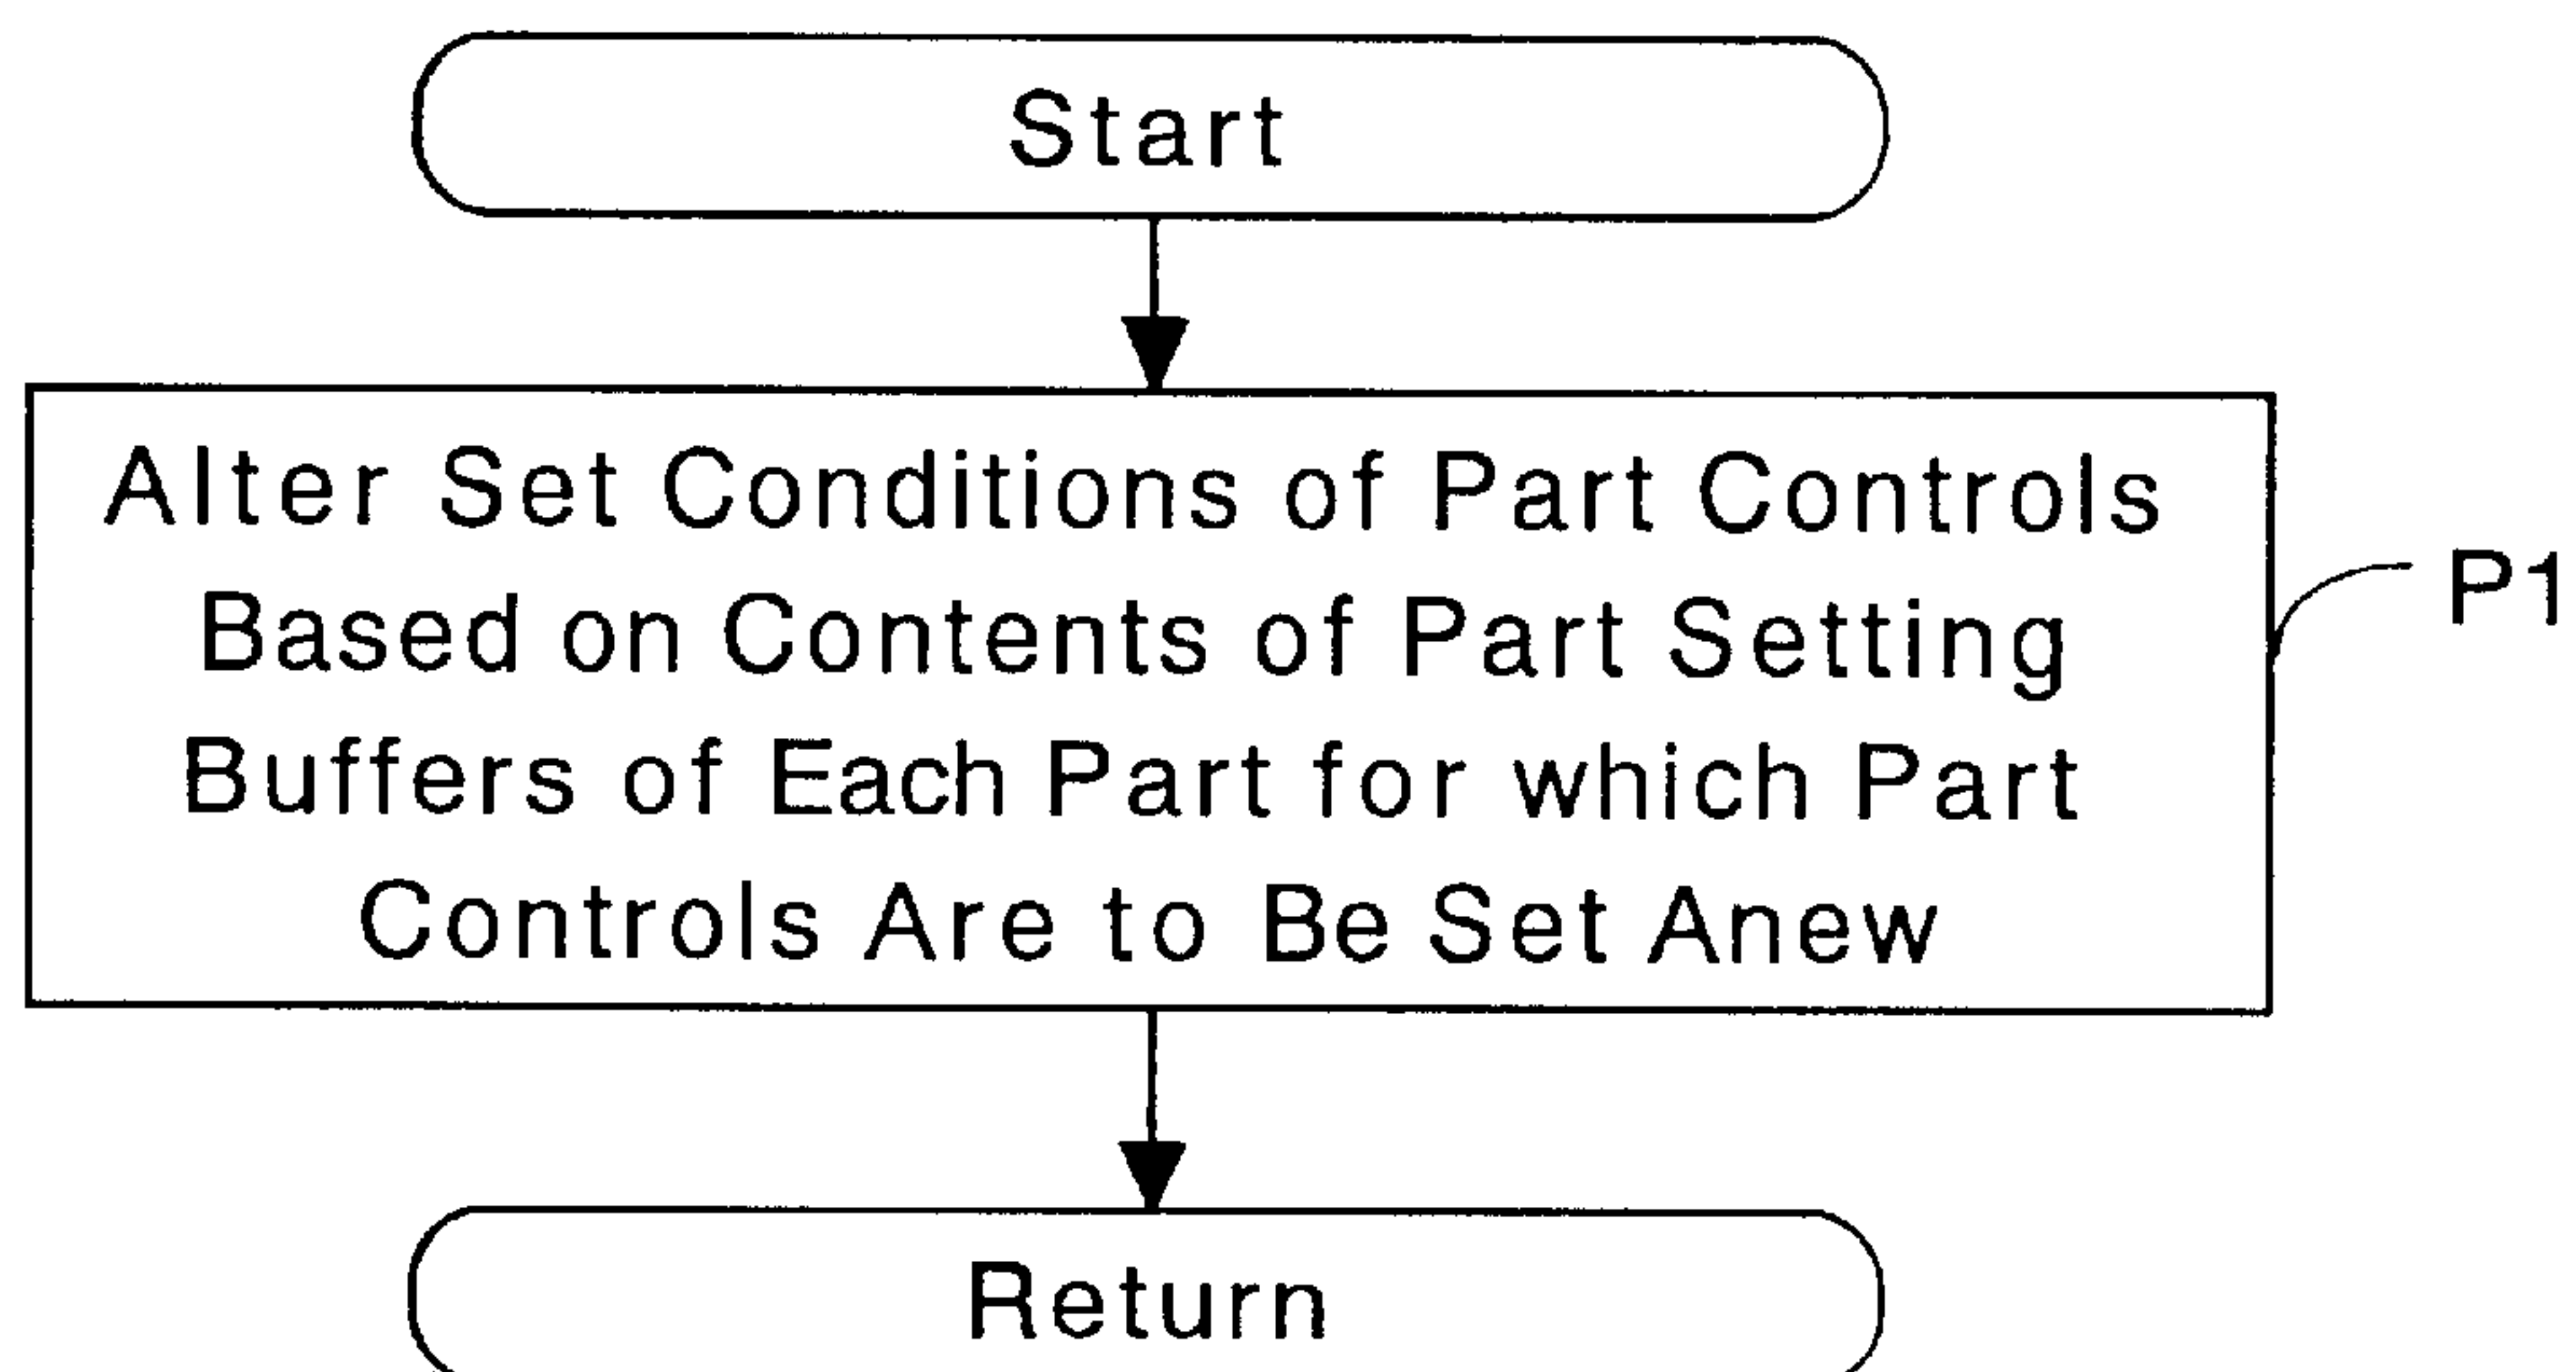 Start
Alter Set Conditions of Part Controls
Based on Contents of Part Setting
Buffers of Each Part for which Part
Controls Are to Be Set Anew
P1
Return